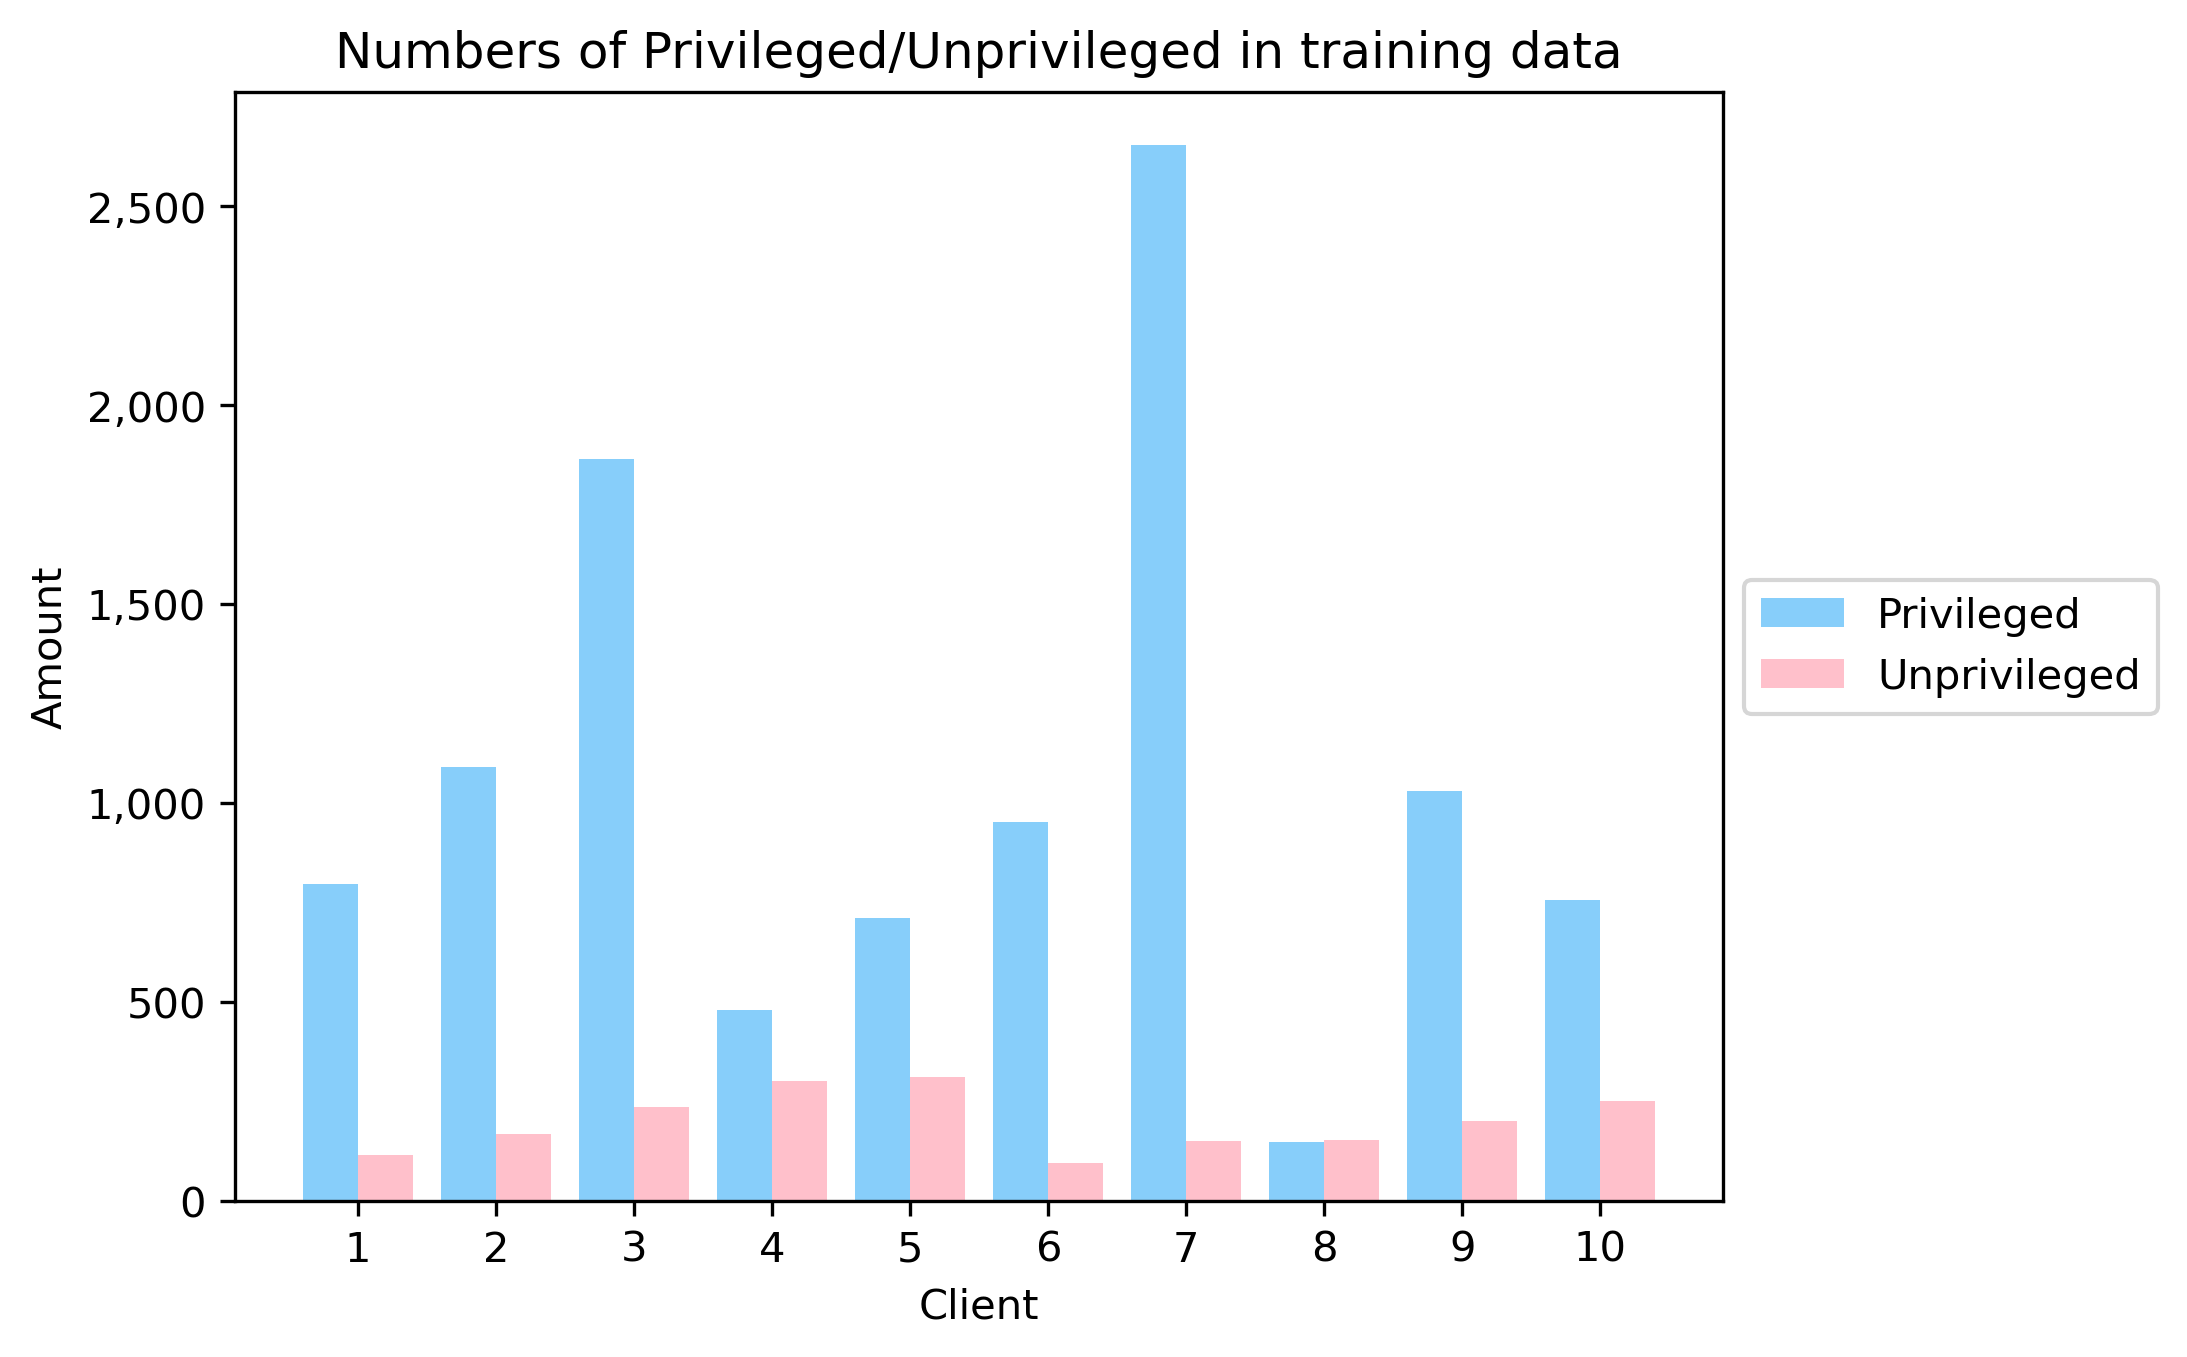 Numbers of Privileged/Unprivileged in training data
Amount
2,500
2,000
1,500
1,000
500
0
1 2 3 4 5 6 7 8 9 10
Client
Privileged
Unprivileged